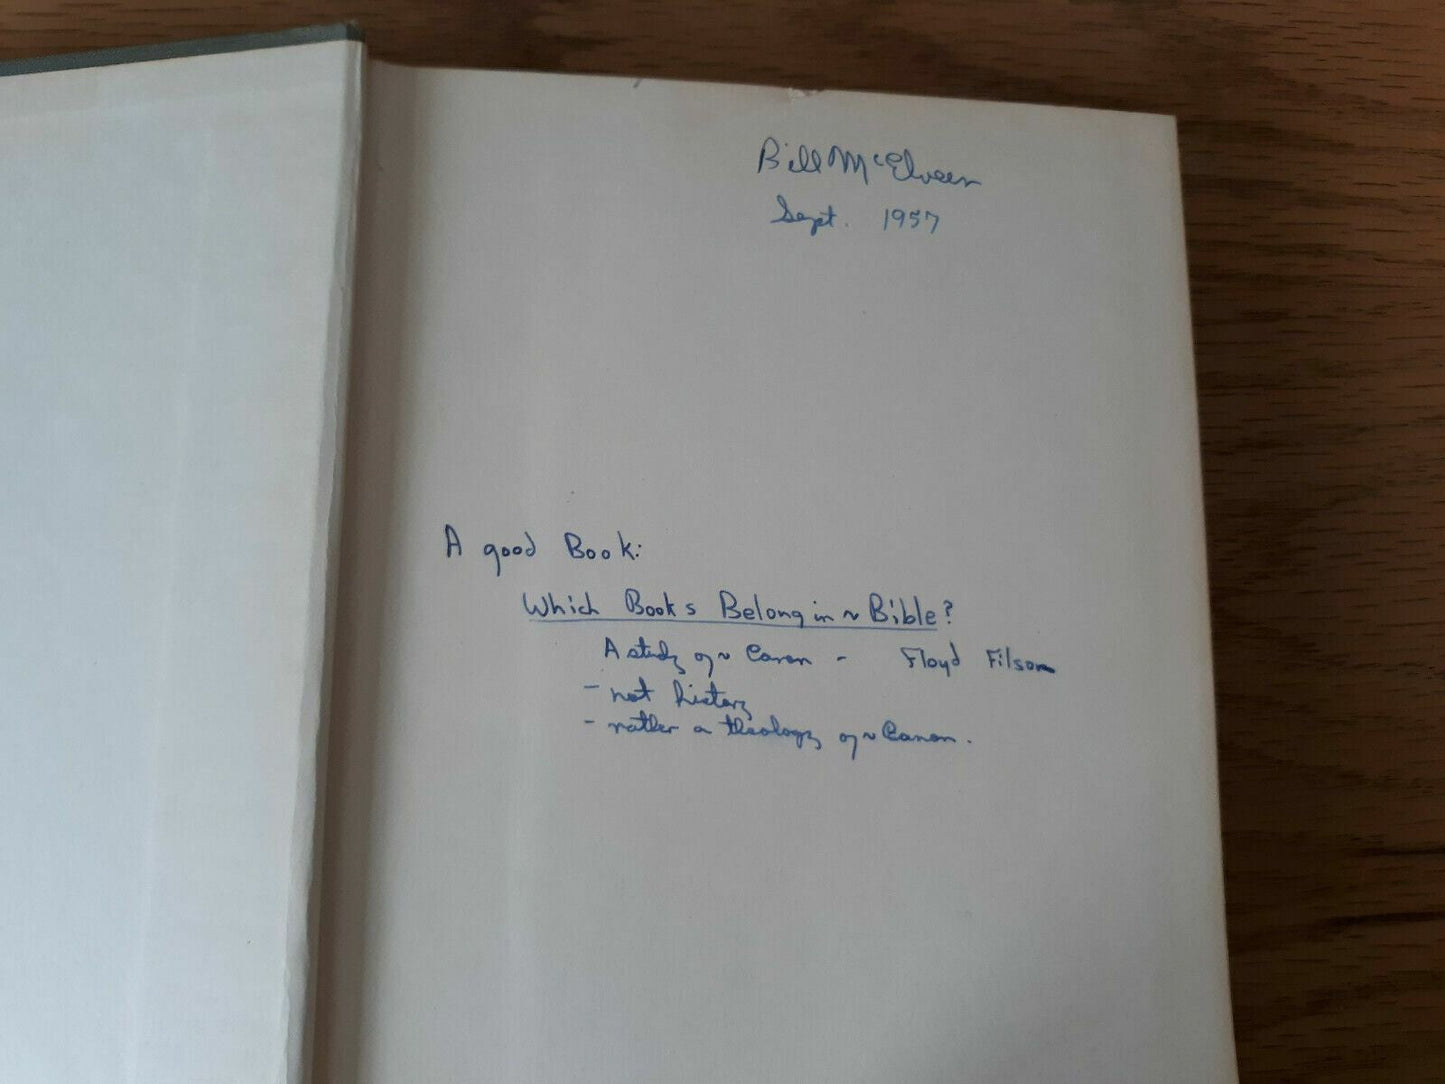 Bill McElveen
Sept. 1957
A good Book:
Which Books Belong in ~ Bible?
A study of ~ Canon - Floyd Filson
- not history
- rather a theology of ~ Canon.